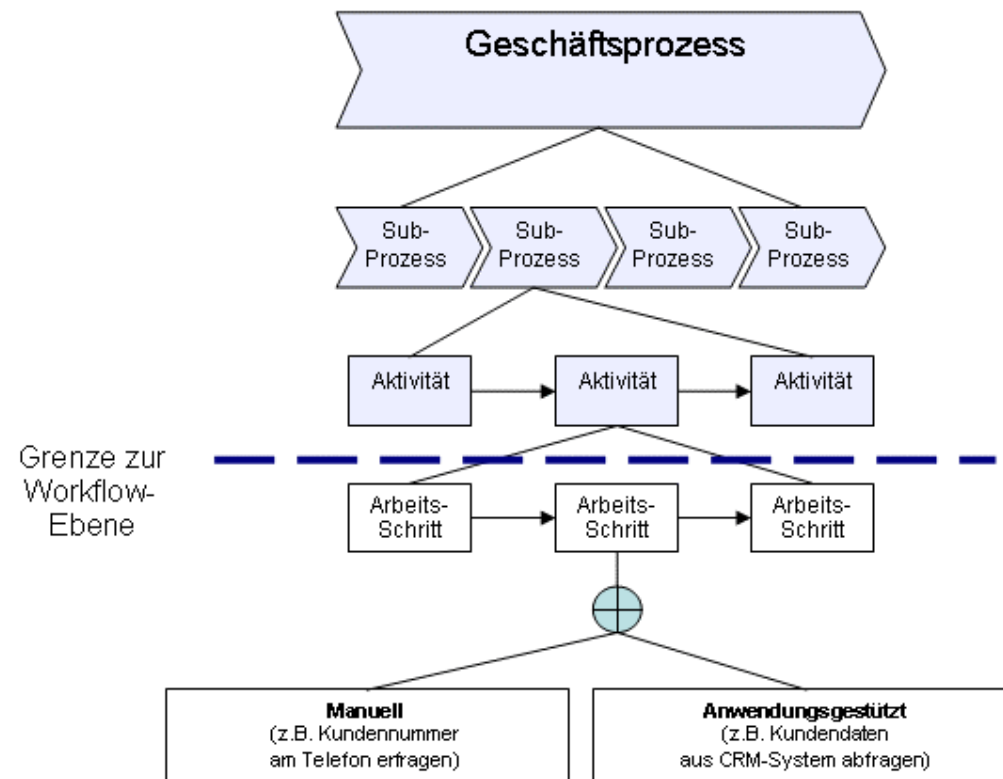 Geschäftsprozess
Sub-
Prozess
Sub-
Prozess
Sub-
Prozess
Sub-
Prozess
Aktivität
Aktivität
Aktivität
Grenze zur
Workflow-
Ebene
Arbeits-
Schritt
Arbeits-
Schritt
Arbeits-
Schritt
Manuell
(z.B. Kundennummer
am Telefon erfragen)
Anwendungsgestützt
(z.B. Kundendaten
aus CRM-System abfragen)